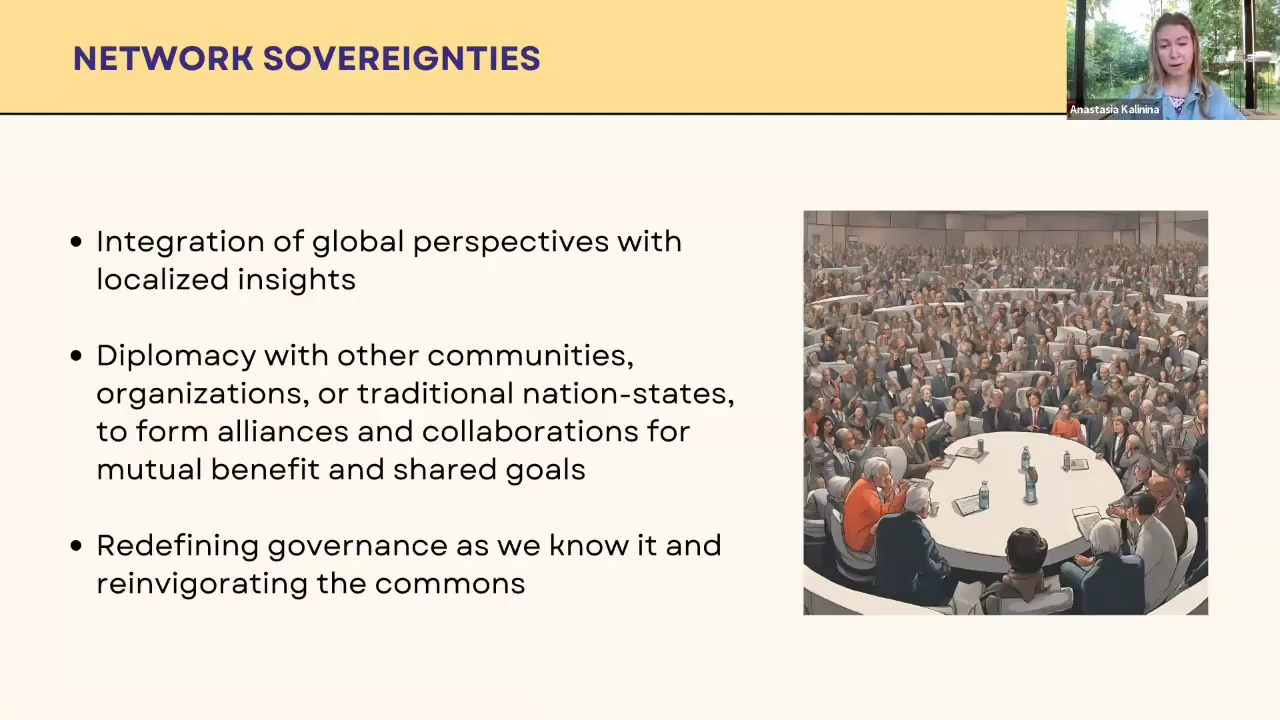 NETWORK SOVEREIGNTIES
Anastasia Kalinina
• Integration of global perspectives with
localized insights
• Diplomacy with other communities,
organizations, or traditional nation-states,
to form alliances and collaborations for
mutual benefit and shared goals
• Redefining governance as we know it and
reinvigorating the commons